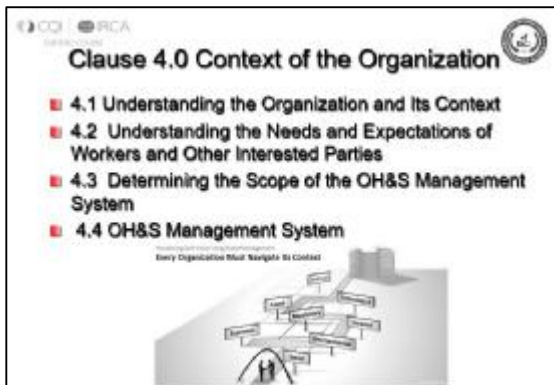 CQI IRCA
Clause 4.0 Context of the Organization
4.1 Understanding the Organization and Its Context
4.2 Understanding the Needs and Expectations of
Workers and Other Interested Parties
4.3 Determining the Scope of the OH&S Management
System
4.4 OH&S Management System
Every Organization Must Navigate Its Context